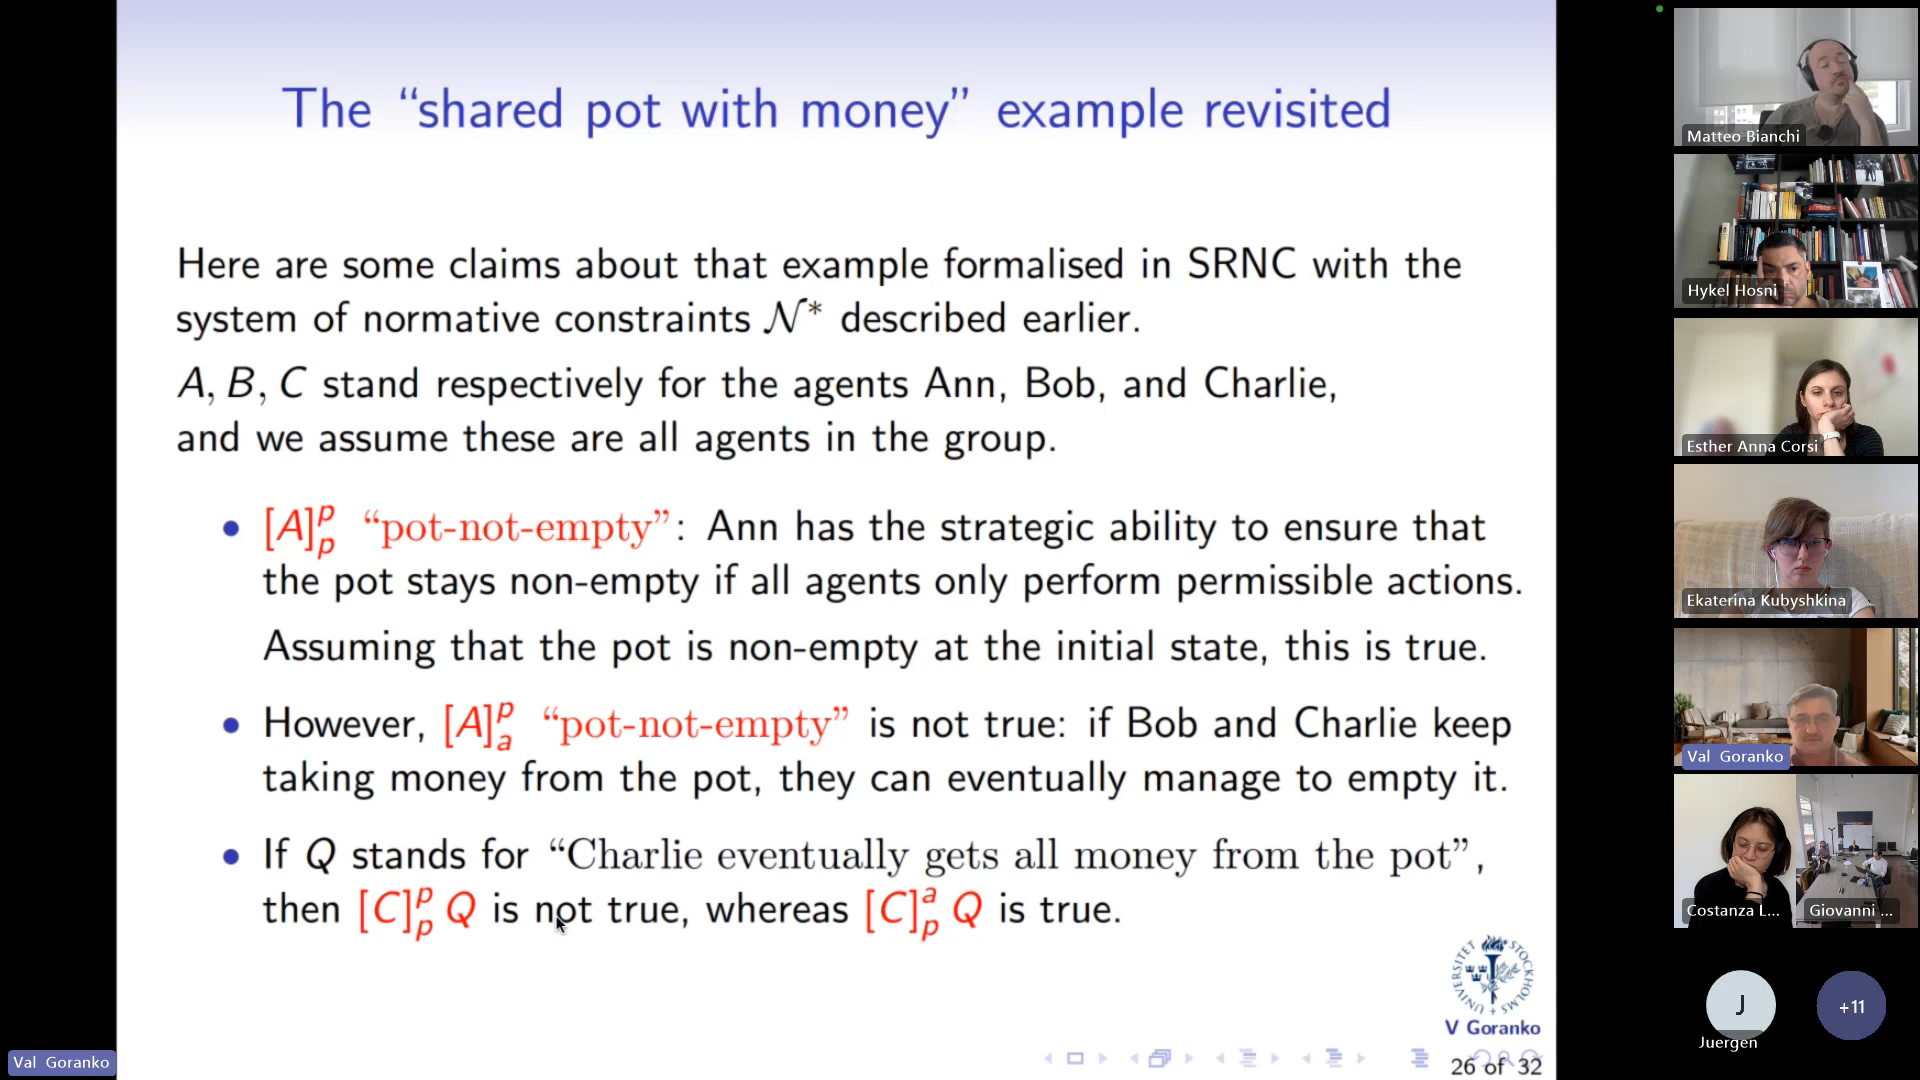 The “shared pot with money” example revisited
Here are some claims about that example formalised in SRNC with the
system of normative constraints 𝒩* described earlier.
A, B, C stand respectively for the agents Ann, Bob, and Charlie,
and we assume these are all agents in the group.
• [A]ᵖₚ “pot-not-empty”: Ann has the strategic ability to ensure that
the pot stays non-empty if all agents only perform permissible actions.
Assuming that the pot is non-empty at the initial state, this is true.
• However, [A]ᵖₐ “pot-not-empty” is not true: if Bob and Charlie keep
taking money from the pot, they can eventually manage to empty it.
• If Q stands for “Charlie eventually gets all money from the pot”,
then [C]ᵖₚ Q is not true, whereas [C]ᵃₚ Q is true.
STOCKHOLMS UNIVERSITET
V Goranko
26 of 32
Val Goranko
Matteo Bianchi
Hykel Hosni
Esther Anna Corsi
Ekaterina Kubyshkina
Val Goranko
Costanza L...
Giovanni ...
J
Juergen
+11